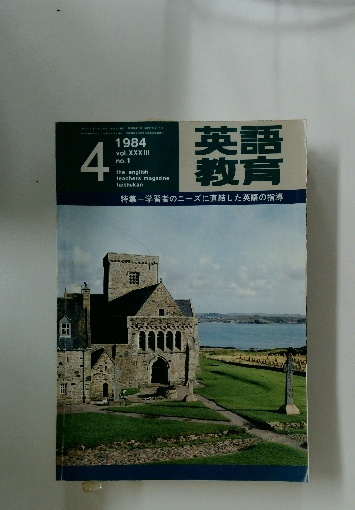 4
1984
vol.XXXIII
no.1
the english
teachers magazine
taishukan
英語
教育
特集—学習者のニーズに直結した英語の指導